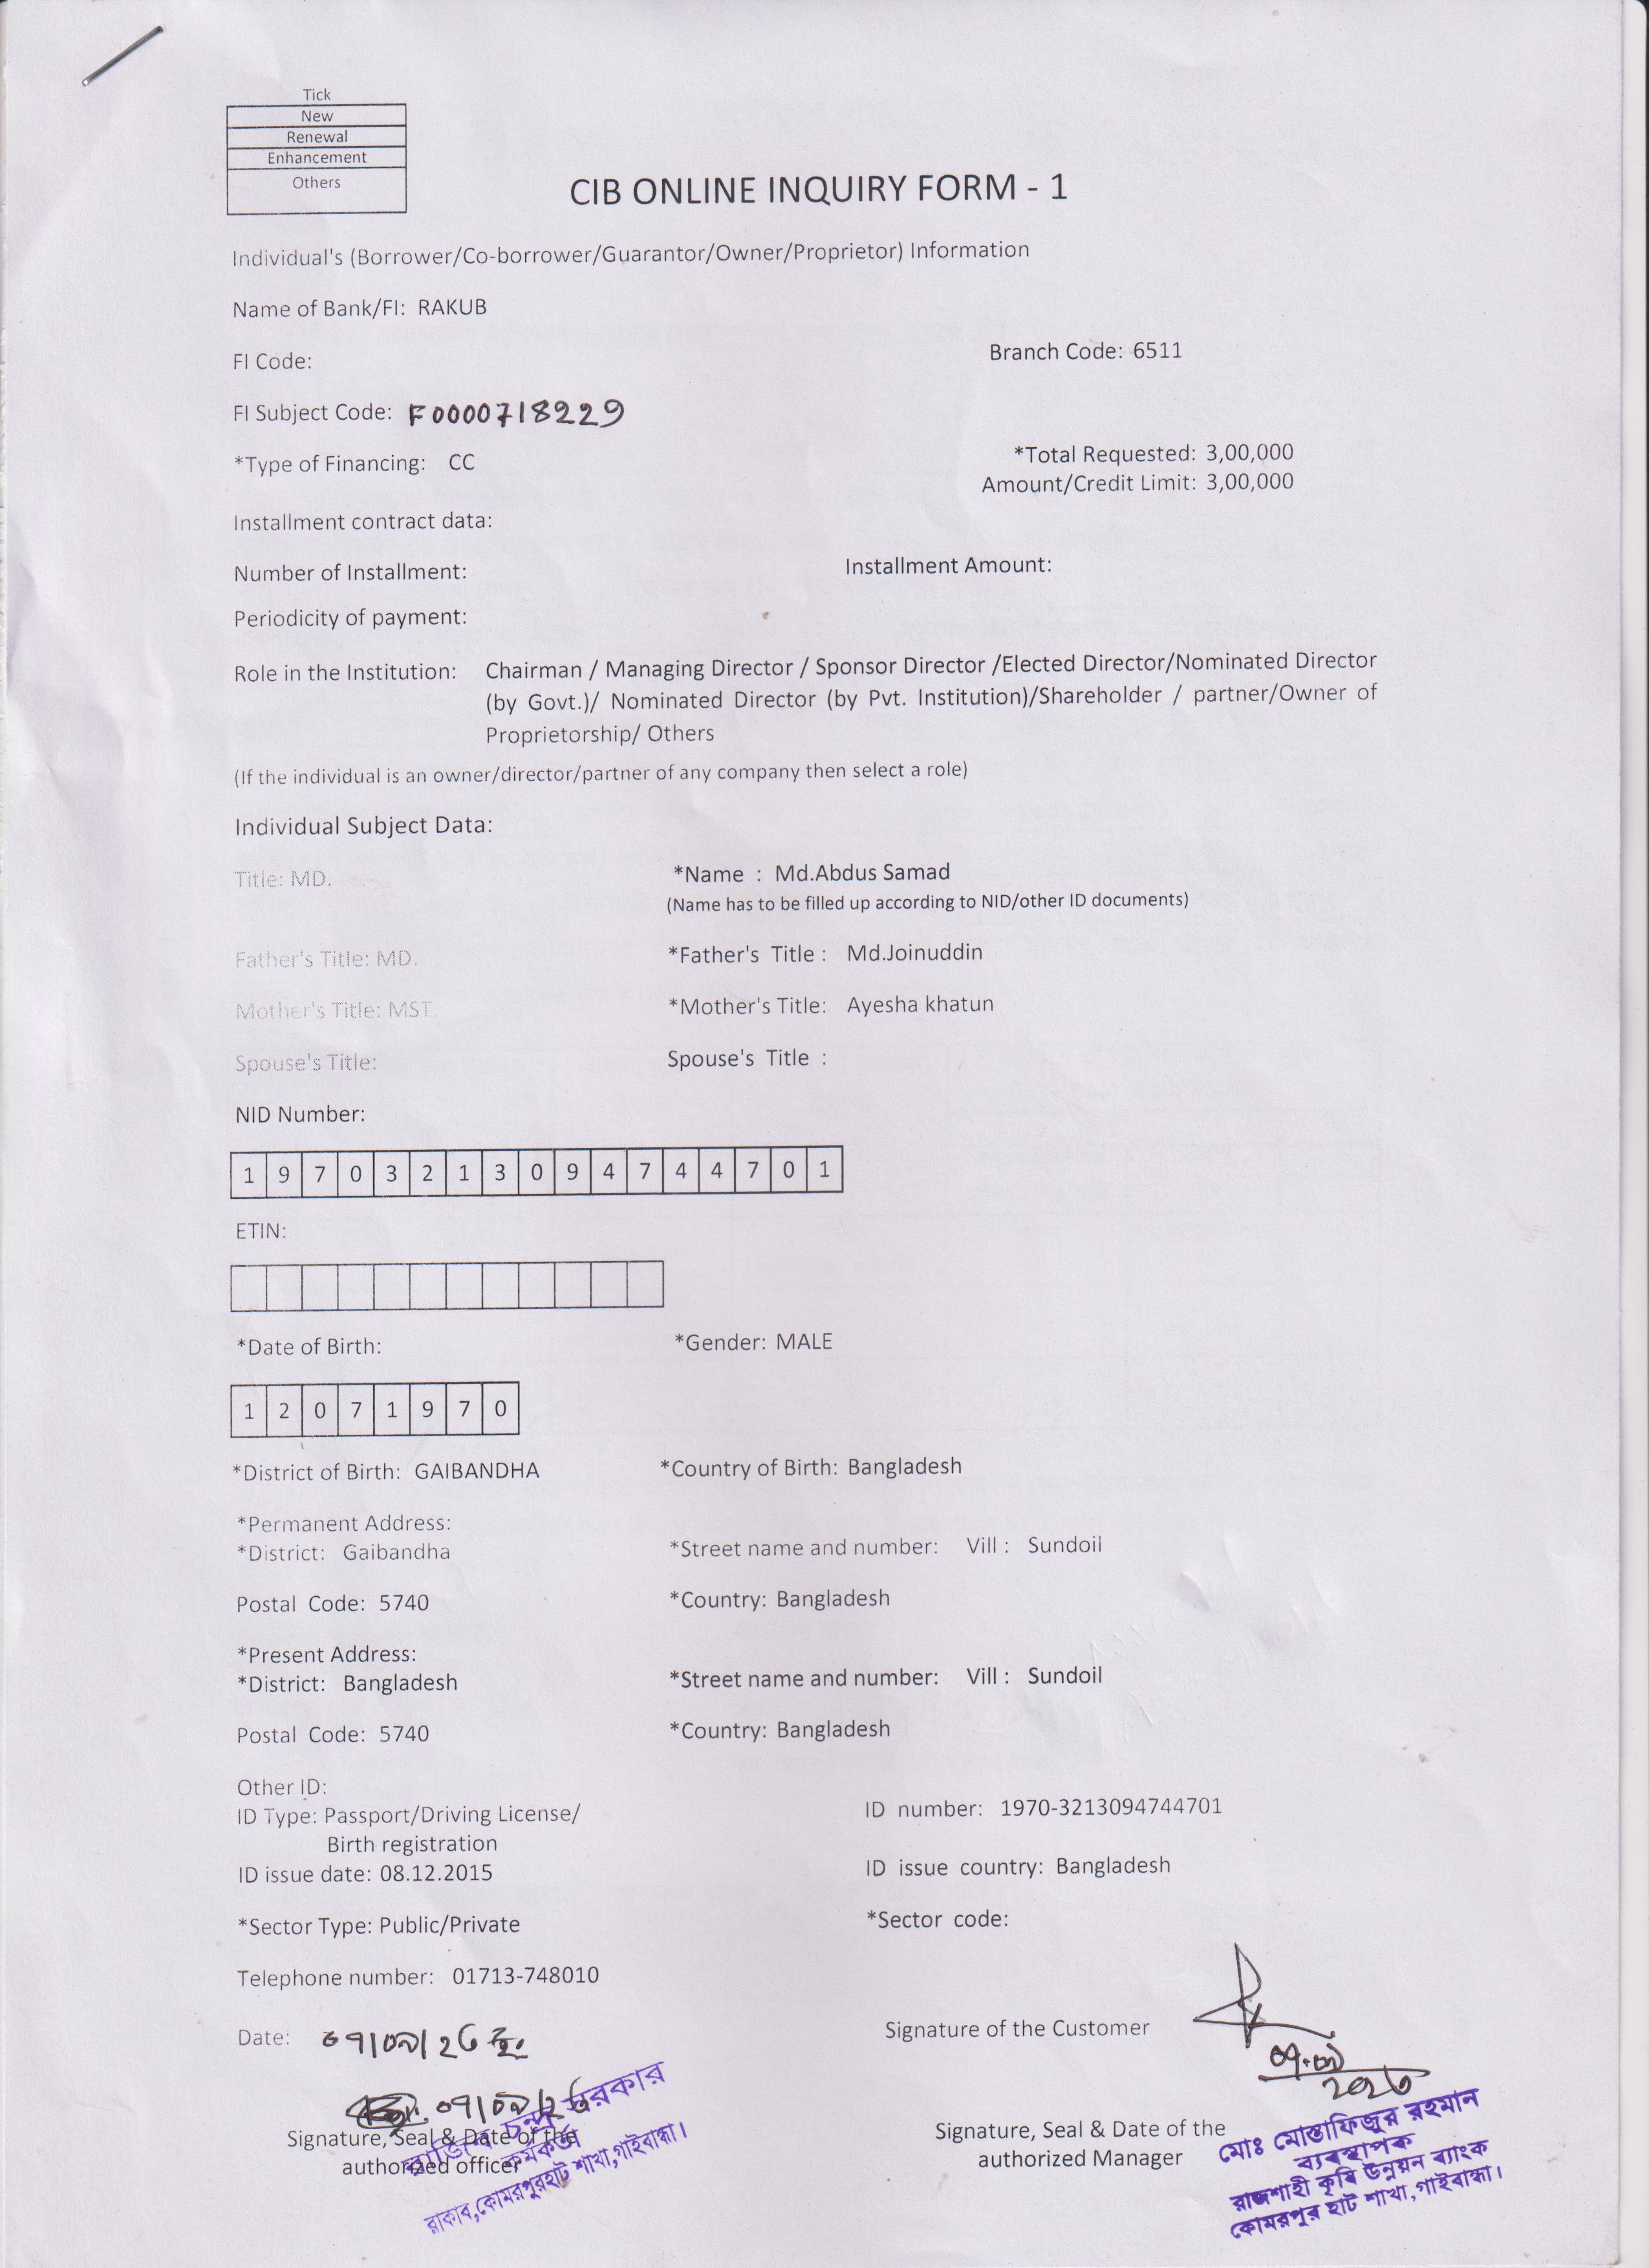 Tick
New
Renewal
Enhancement
Others
CIB ONLINE INQUIRY FORM - 1
Individual's (Borrower/Co-borrower/Guarantor/Owner/Proprietor) Information
Name of Bank/FI: RAKUB
FI Code:
Branch Code: 6511
FI Subject Code: F0000718229
*Type of Financing: CC
*Total Requested: 3,00,000
Amount/Credit Limit: 3,00,000
Installment contract data:
Number of Installment:
Installment Amount:
Periodicity of payment:
Role in the Institution: Chairman / Managing Director / Sponsor Director /Elected Director/Nominated Director
(by Govt.)/ Nominated Director (by Pvt. Institution)/Shareholder / partner/Owner of
Proprietorship/ Others
(If the individual is an owner/director/partner of any company then select a role)
Individual Subject Data:
Title: MD.
*Name : Md.Abdus Samad
(Name has to be filled up according to NID/other ID documents)
Father's Title: MD.
*Father's Title : Md.Joinuddin
Mother's Title: MST.
*Mother's Title: Ayesha khatun
Spouse's Title:
Spouse's Title :
NID Number:
1 9 7 0 3 2 1 3 0 9 4 7 4 4 7 0 1
ETIN:
*Date of Birth:
*Gender: MALE
1 2 0 7 1 9 7 0
*District of Birth: GAIBANDHA
*Country of Birth: Bangladesh
*Permanent Address:
*District: Gaibandha
*Street name and number: Vill : Sundoil
Postal Code: 5740
*Country: Bangladesh
*Present Address:
*District: Bangladesh
*Street name and number: Vill : Sundoil
Postal Code: 5740
*Country: Bangladesh
Other ID:
ID Type: Passport/Driving License/
Birth registration
ID number: 1970-3213094744701
ID issue date: 08.12.2015
ID issue country: Bangladesh
*Sector Type: Public/Private
*Sector code:
Telephone number: 01713-748010
Signature of the Customer
Date: ০৭/০৯/২৬ ইং
০৭.০৯
২০২৬
০৭/০৯/২৬
Signature, Seal & Date of the
authorized officer
চন্দ্র সরকার
কর্মকর্তা
রাকাব,কোমরপুরহাট শাখা,গাইবান্ধা।
Signature, Seal & Date of the
authorized Manager
মোঃ মোস্তাফিজুর রহমান
ব্যবস্থাপক
রাজশাহী কৃষি উন্নয়ন ব্যাংক
কোমরপুর হাট শাখা,গাইবান্ধা।